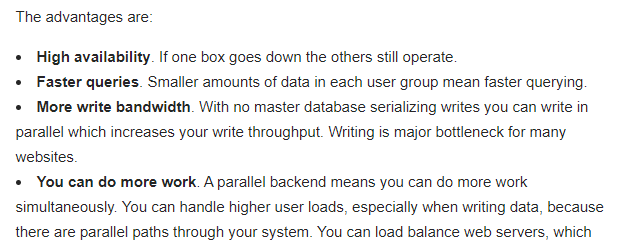 The advantages are:
• High availability. If one box goes down the others still operate.
• Faster queries. Smaller amounts of data in each user group mean faster querying.
• More write bandwidth. With no master database serializing writes you can write in
parallel which increases your write throughput. Writing is major bottleneck for many
websites.
• You can do more work. A parallel backend means you can do more work
simultaneously. You can handle higher user loads, especially when writing data, because
there are parallel paths through your system. You can load balance web servers, which